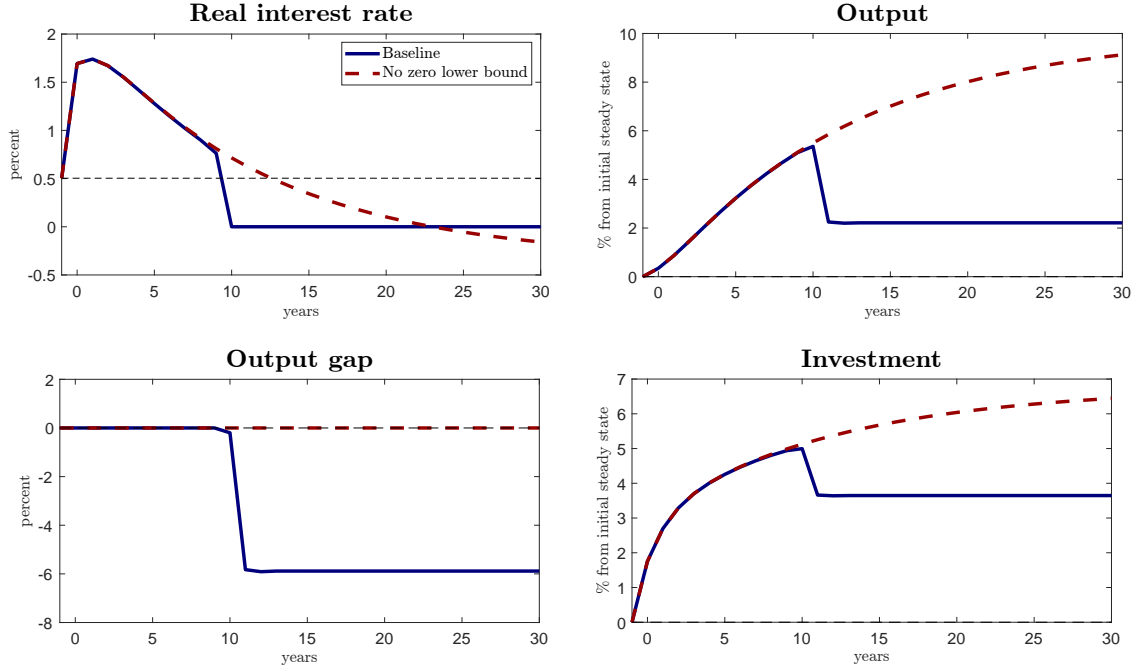 Real interest rate
2
1.5
1
0.5
0
-0.5
percent
0 5 10 15 20 25 30
years
Baseline
No zero lower bound
Output
10
8
6
4
2
0
% from initial steady state
0 5 10 15 20 25 30
years
Output gap
2
0
-2
-4
-6
-8
percent
0 5 10 15 20 25 30
years
Investment
7
6
5
4
3
2
1
0
% from initial steady state
0 5 10 15 20 25 30
years